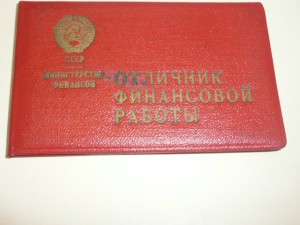 СССР
МИНИСТЕРСТВО
ФИНАНСОВ
ОТЛИЧНИК
ФИНАНСОВОЙ
РАБОТЫ